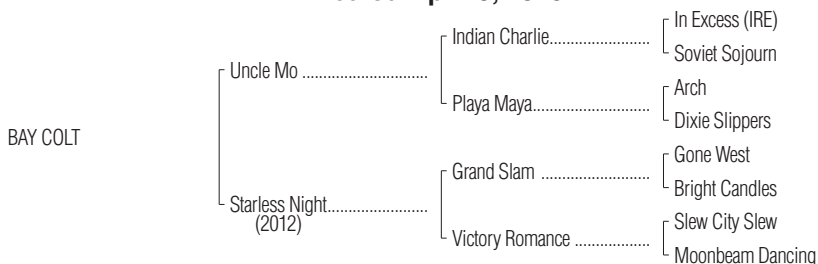 In Excess (IRE)
Indian Charlie.........................
Soviet Sojourn
Uncle Mo ...............................
Arch
Playa Maya.............................
Dixie Slippers
BAY COLT
Gone West
Grand Slam ...........................
Bright Candles
Starless Night.........................
(2012)
Slew City Slew
Victory Romance ..................
Moonbeam Dancing